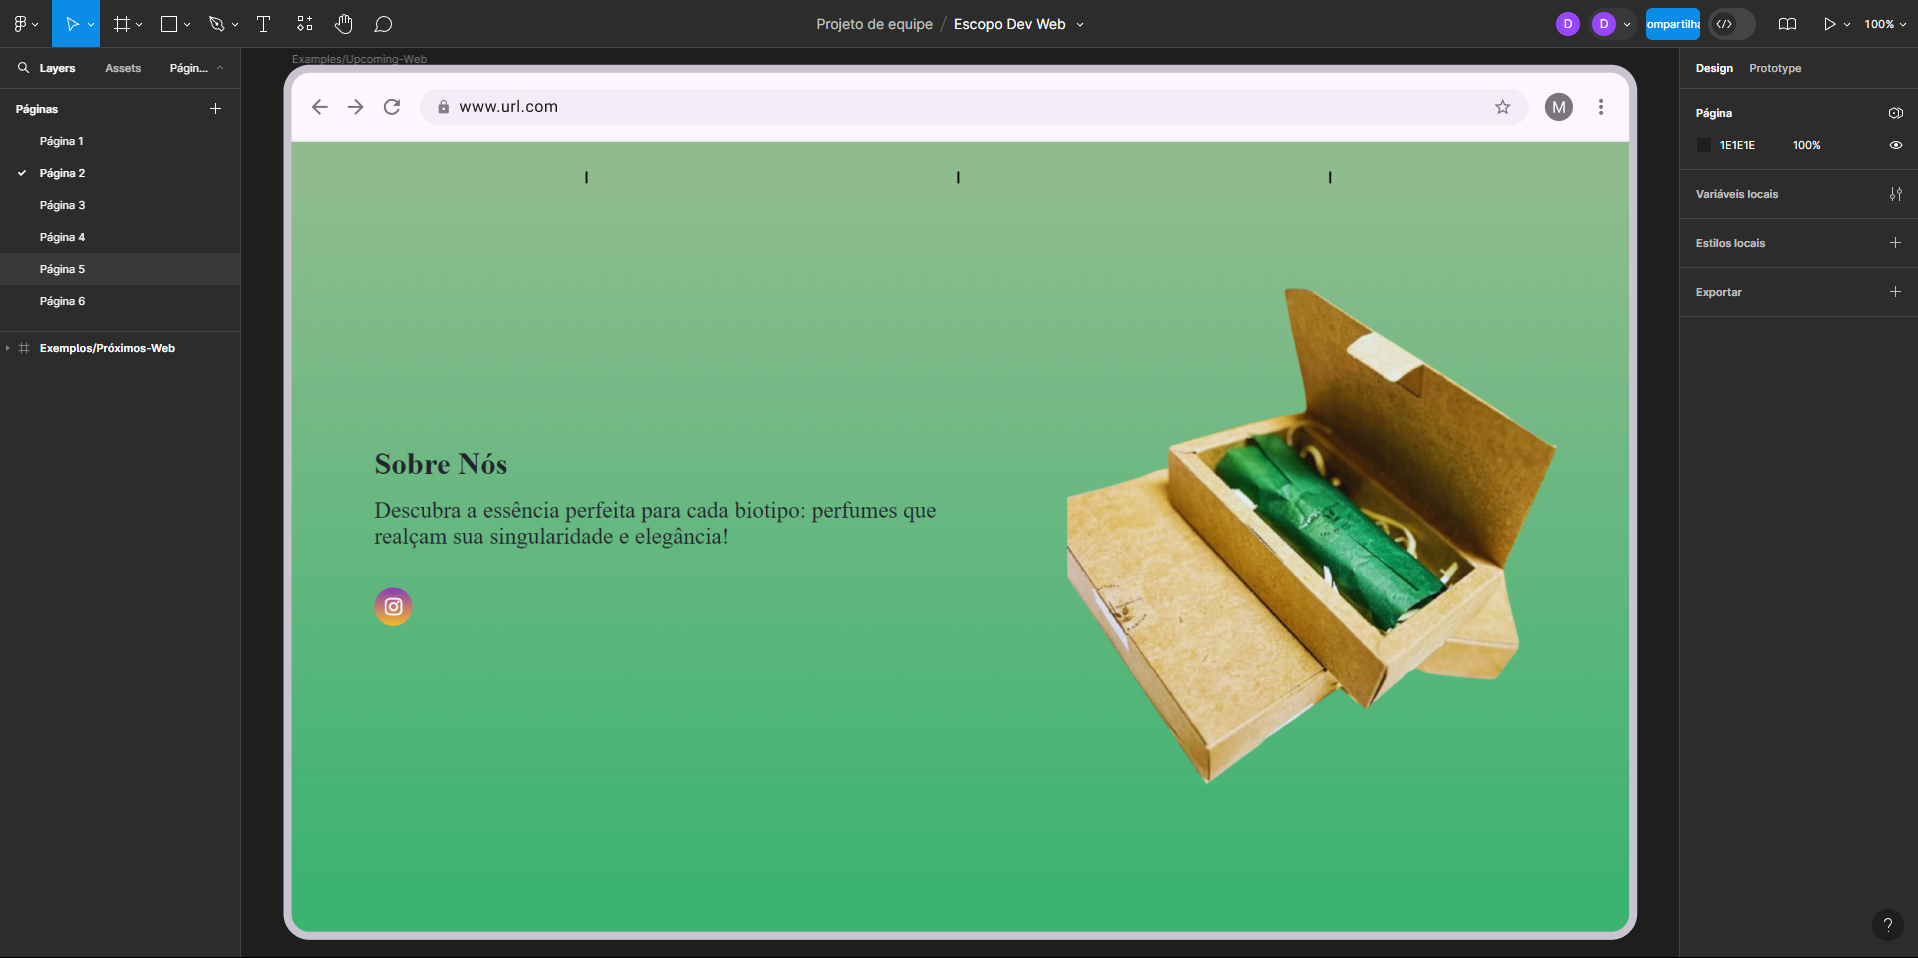 Projeto de equipe / Escopo Dev Web
D
D
ompartilha
100%
Layers
Assets
Págin...
Páginas
Página 1
Página 2
Página 3
Página 4
Página 5
Página 6
Exemplos/Próximos-Web
Examples/Upcoming-Web
www.url.com
M
| | |
Sobre Nós
Descubra a essência perfeita para cada biotipo: perfumes que
realçam sua singularidade e elegância!
Design
Prototype
Página
1E1E1E
100%
Variáveis locais
Estilos locais
Exportar
?